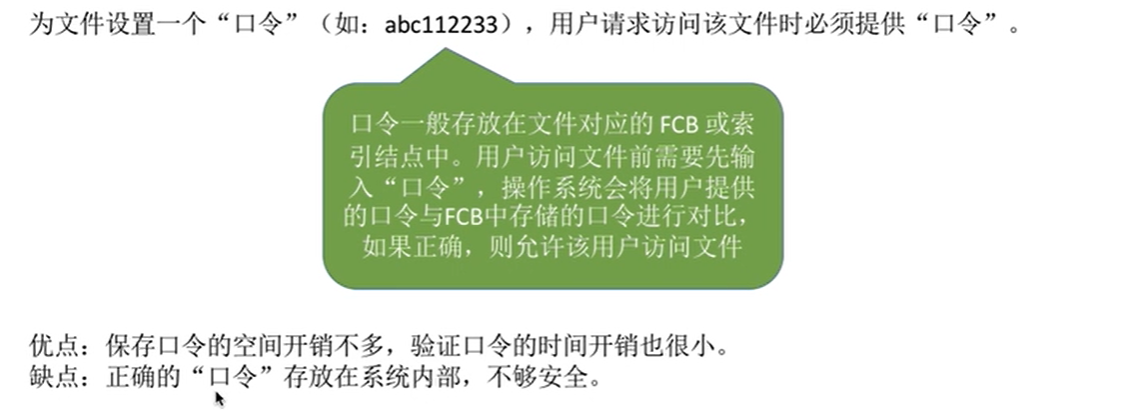 为文件设置一个“口令”（如：abc112233），用户请求访问该文件时必须提供“口令”。
口令一般存放在文件对应的 FCB 或索
引结点中。用户访问文件前需要先输
入“口令”，操作系统会将用户提供
的口令与FCB中存储的口令进行对比，
如果正确，则允许该用户访问文件
优点：保存口令的空间开销不多，验证口令的时间开销也很小。
缺点：正确的“口令”存放在系统内部，不够安全。